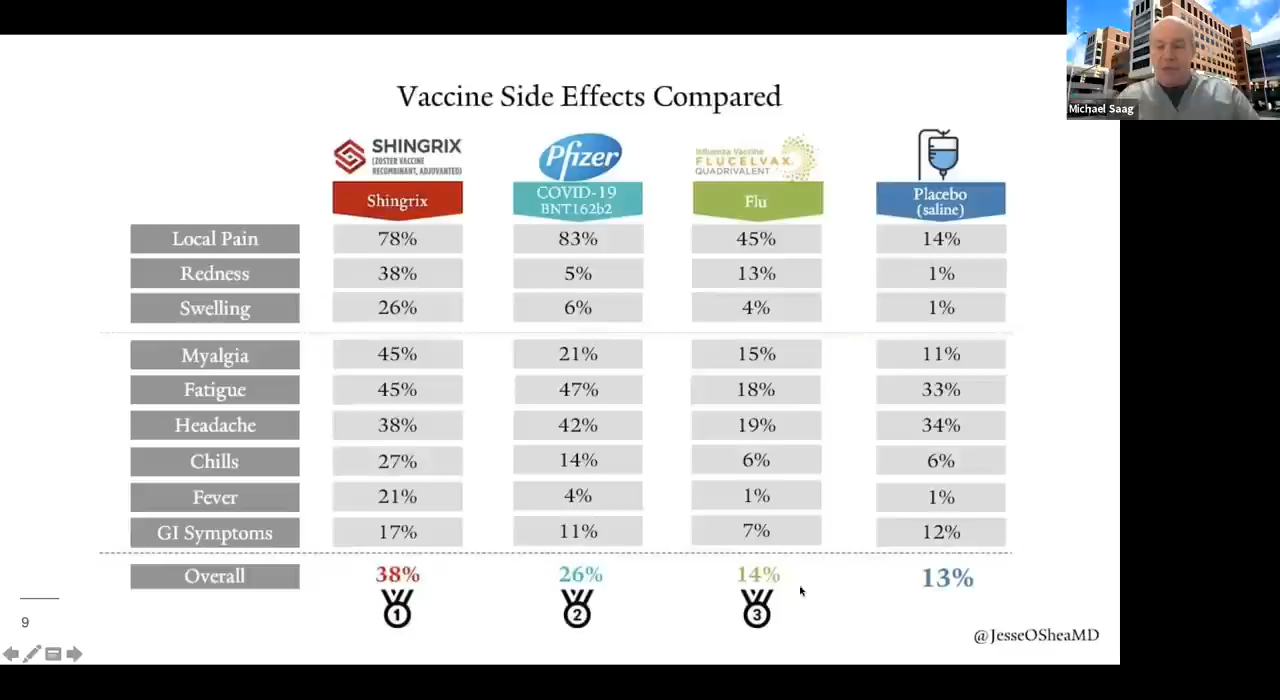 Vaccine Side Effects Compared
Michael Saag
SHINGRIX
(ZOSTER VACCINE
RECOMBINANT, ADJUVANTED)
Pfizer
Influenza Vaccine
FLUCELVAX
QUADRIVALENT
Shingrix
COVID-19
BNT162b2
Flu
Placebo
(saline)
Local Pain 78% 83% 45% 14%
Redness 38% 5% 13% 1%
Swelling 26% 6% 4% 1%
Myalgia 45% 21% 15% 11%
Fatigue 45% 47% 18% 33%
Headache 38% 42% 19% 34%
Chills 27% 14% 6% 6%
Fever 21% 4% 1% 1%
GI Symptoms 17% 11% 7% 12%
Overall 38% 26% 14% 13%
1 2 3
9
@JesseOSheaMD